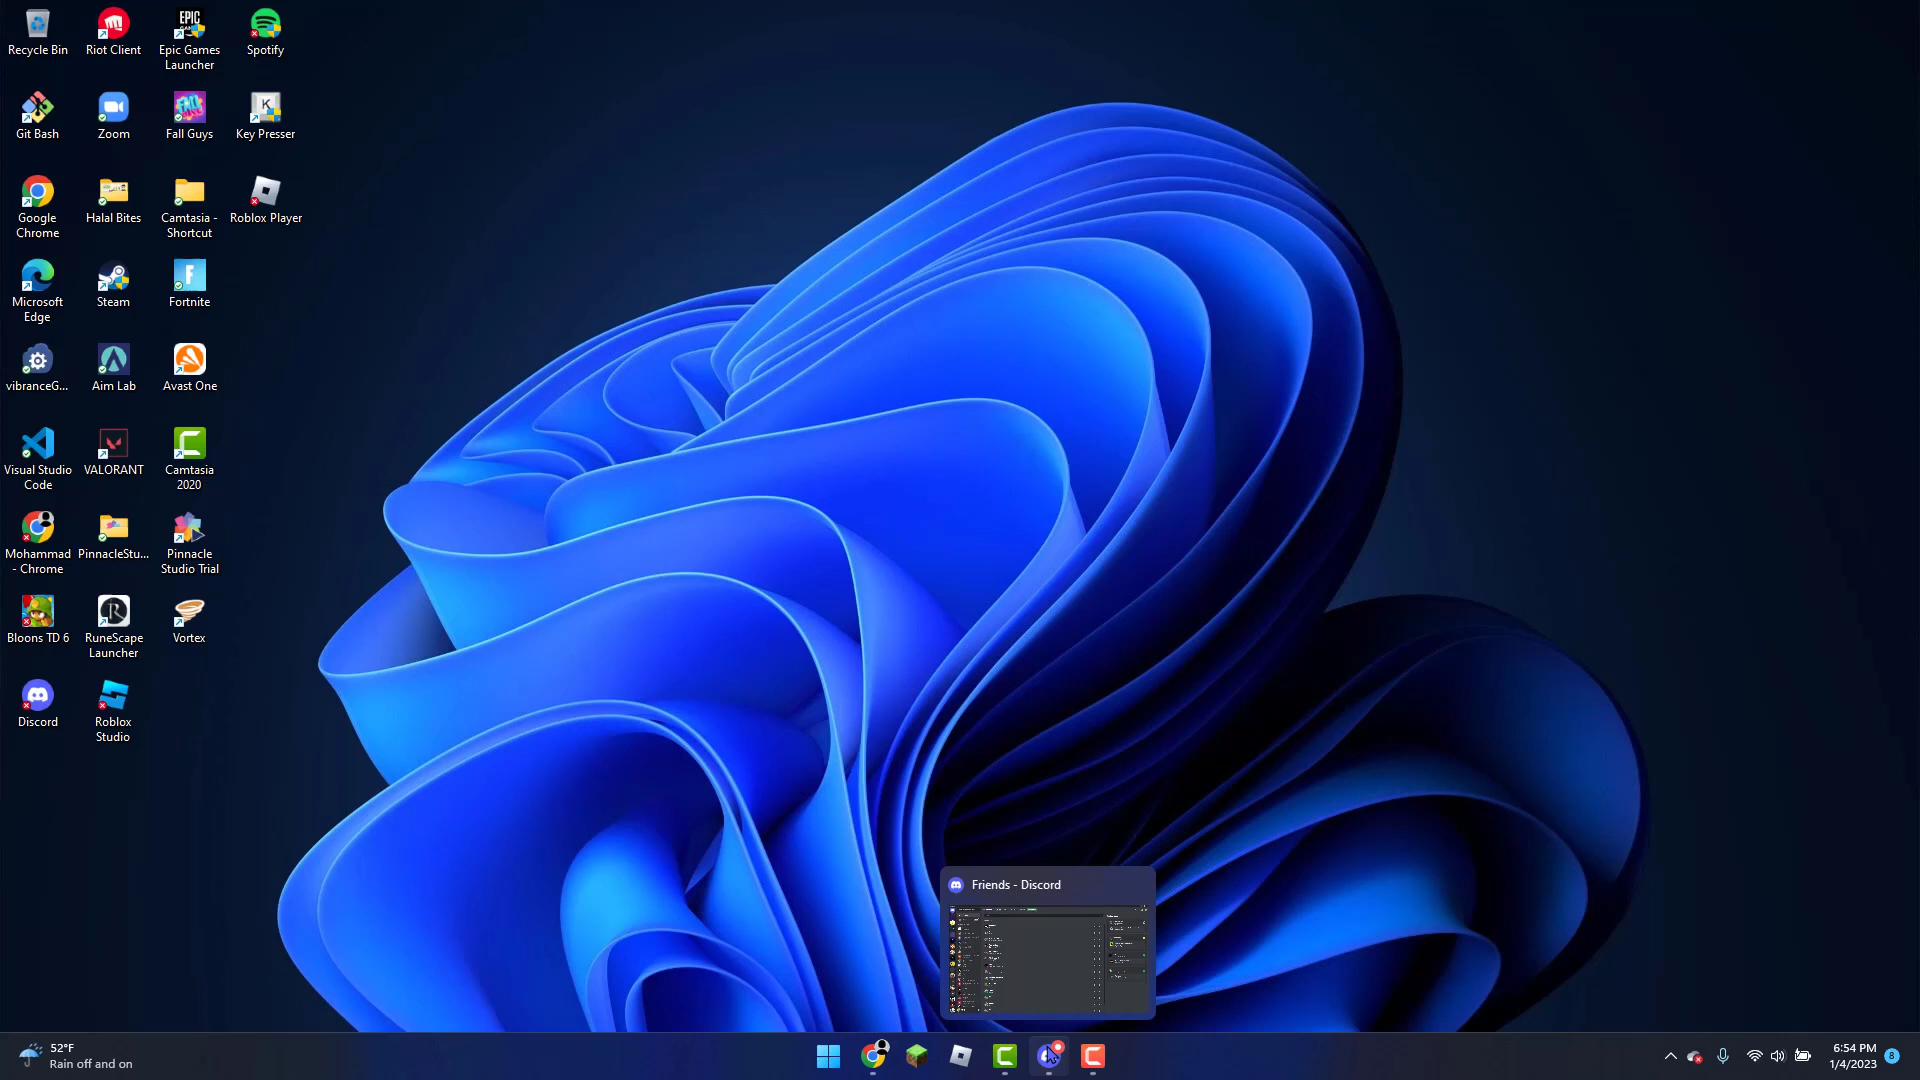 Recycle Bin
Riot Client
Epic Games
Launcher
Spotify
Git Bash
Zoom
Fall Guys
Key Presser
Google
Chrome
Halal Bites
Camtasia -
Shortcut
Roblox Player
Microsoft
Edge
Steam
Fortnite
vibranceG...
Aim Lab
Avast One
Visual Studio
Code
VALORANT
Camtasia
2020
Mohammad
- Chrome
PinnacleStu...
Pinnacle
Studio Trial
Bloons TD 6
RuneScape
Launcher
Vortex
Discord
Roblox
Studio
Friends - Discord
52°F
Rain off and on
6:54 PM
1/4/2023
8